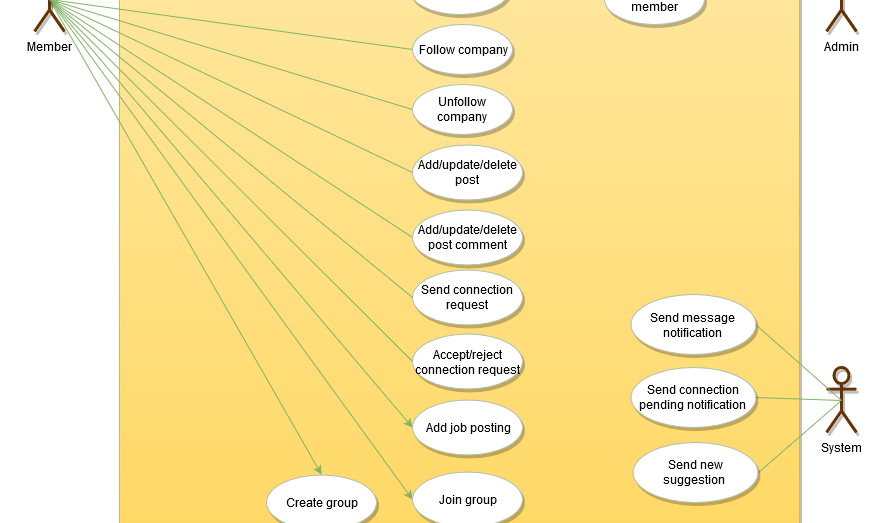 member
Member
Admin
Follow company
Unfollow
company
Add/update/delete
post
Add/update/delete
post comment
Send connection
request
Send message
notification
Accept/reject
connection request
Send connection
pending notification
Add job posting
System
Send new
suggestion
Create group
Join group